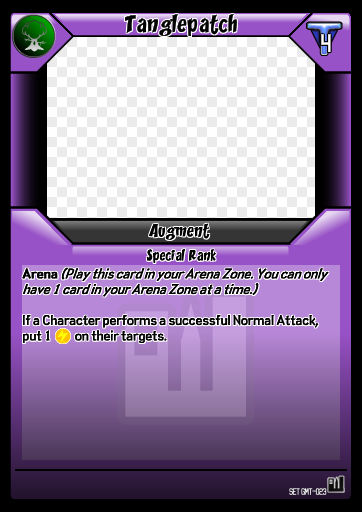 Tanglepatch
4
Augment
Special Rank
Arena (Play this card in your Arena Zone. You can only
have 1 card in your Arena Zone at a time.)
If a Character performs a successful Normal Attack,
put 1 on their targets.
SET GMT-023